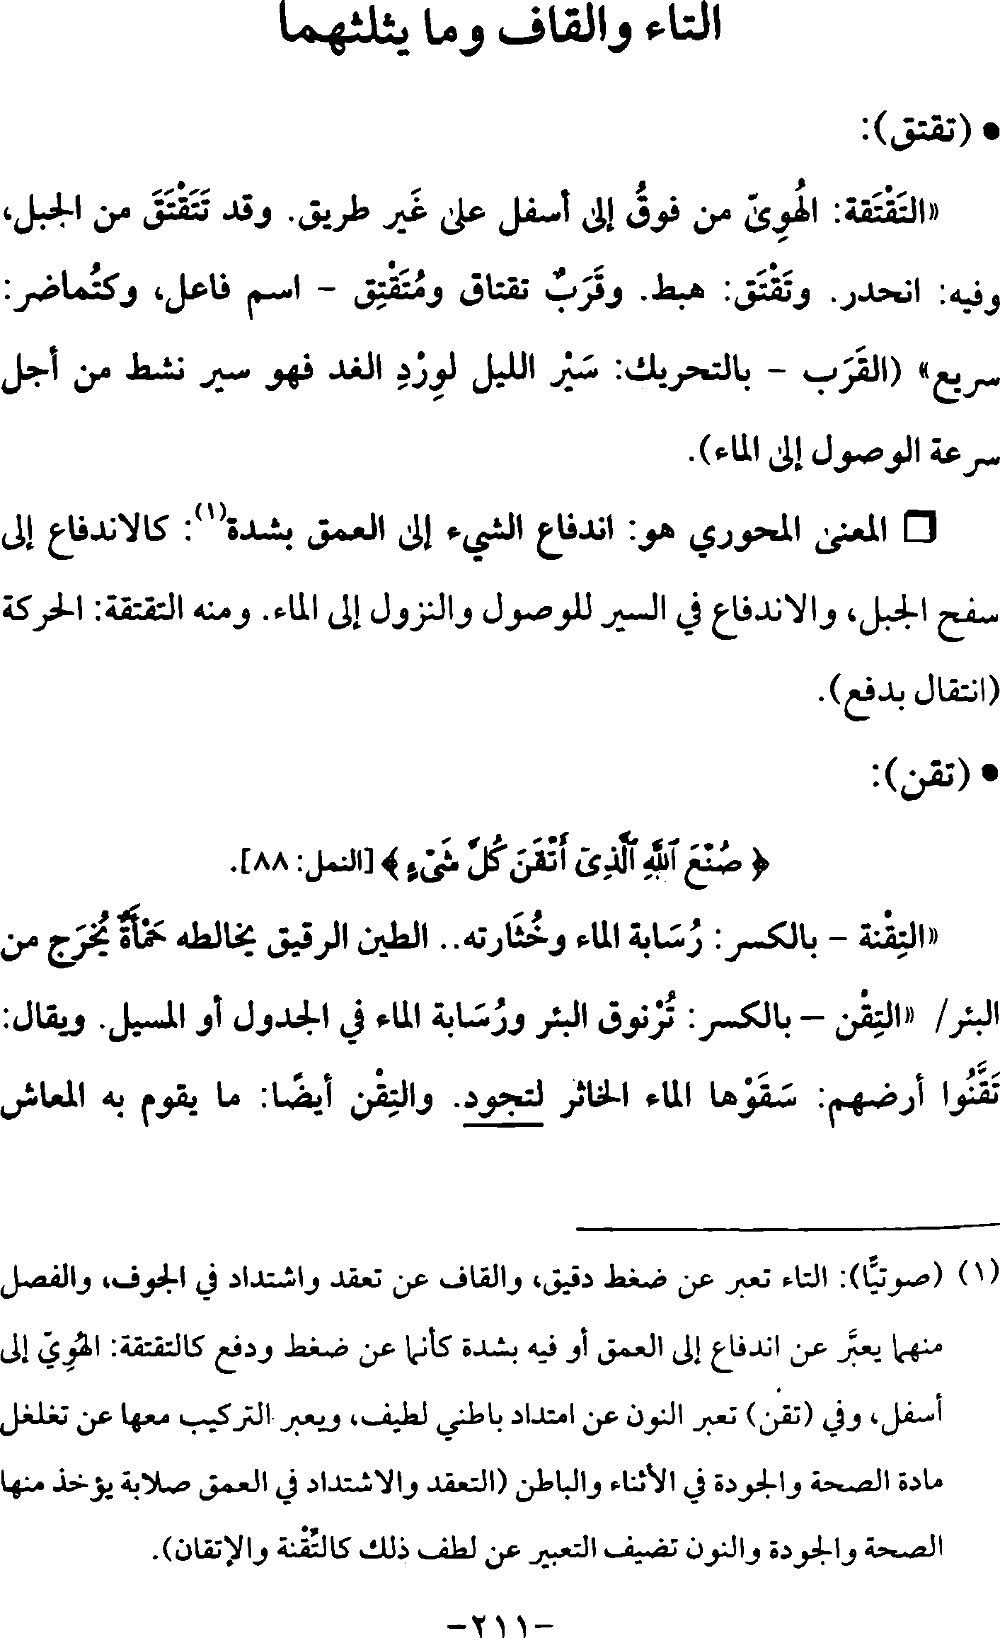 التاء والقاف وما يثلثهما
● (تقتق):
«التَقْتَقة: الهُوِىّ من فوقُ إلى أسفل على غَير طريق. وقد تَتَقْتَقَ من الجبل،
وفيه: انحدر. وتَقْتَق: هبط. وقَرَبٌ تقتاق ومُتَقْتِق – اسم فاعل، وكتُماضر:
سريع» (القَرَب – بالتحريك: سَيْر الليل لوِرْدِ الغد فهو سير نشط من أجل
سرعة الوصول إلى الماء).
❒ المعنى المحوري هو: اندفاع الشيء إلى العمق بشدة(١): كالاندفاع إلى
سفح الجبل، والاندفاع في السير للوصول والنزول إلى الماء. ومنه التقتقة: الحركة
(انتقال بدفع).
● (تقن):
﴿ صُنْعَ ٱللَّهِ ٱلَّذِىٓ أَتْقَنَ كُلَّ شَىْءٍ ﴾ [النمل: ٨٨].
«التِقْنة – بالكسر: رُسَابة الماء وخُثَارته.. الطين الرقيق يخالطه حَمْأَةٌ يُخرَج من
البئر/ «التِقْن – بالكسر: تُرْنوق البئر ورُسَابة الماء في الجدول أو المسيل. ويقال:
تَقَّنُوا أرضهم: سَقَوْها الماء الخاثر لتجود. والتِقْن أيضًا: ما يقوم به المعاش
(١) (صوتيًّا): التاء تعبر عن ضغط دقيق، والقاف عن تعقد واشتداد في الجوف، والفصل
منهما يعبَّر عن اندفاع إلى العمق أو فيه بشدة كأنما عن ضغط ودفع كالتقتقة: الهُوِيّ إلى
أسفل، وفي (تقن) تعبر النون عن امتداد باطني لطيف، ويعبر التركيب معها عن تغلغل
مادة الصحة والجودة في الأثناء والباطن (التعقد والاشتداد في العمق صلابة يؤخذ منها
الصحة والجودة والنون تضيف التعبير عن لطف ذلك كالتِّقْنة والإتقان).
-٢١١-